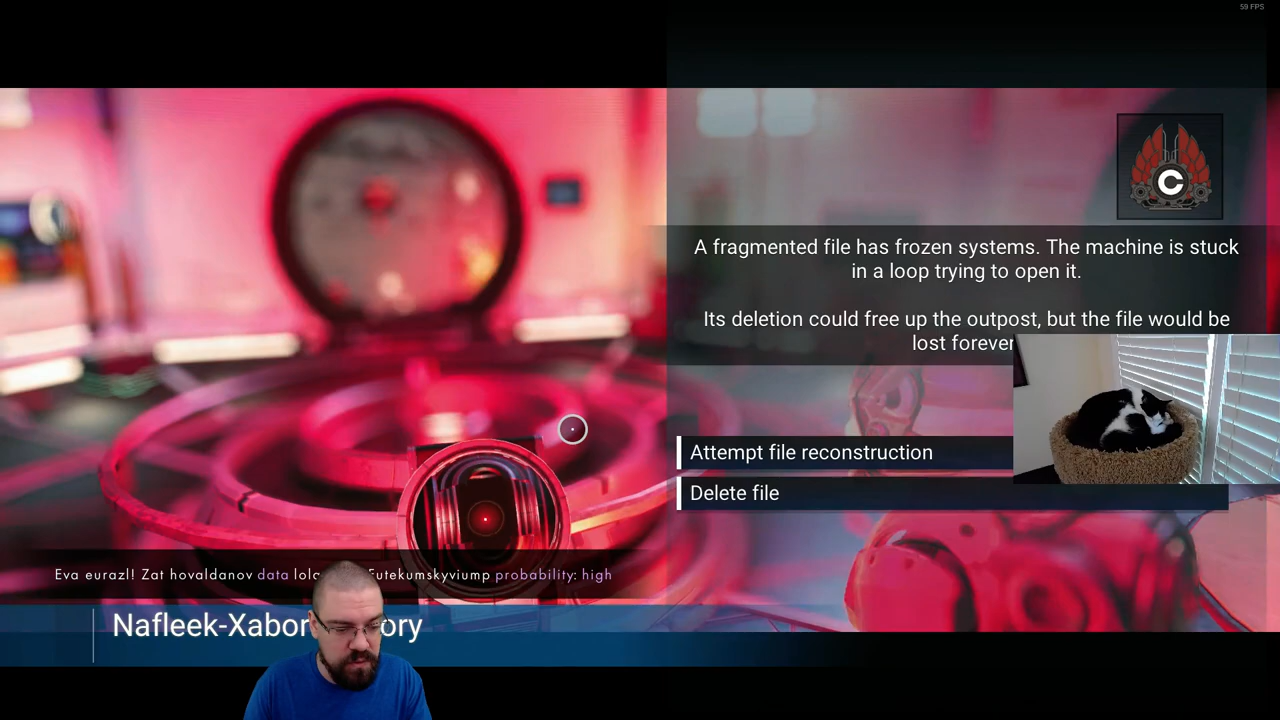 59 FPS
C
A fragmented file has frozen systems. The machine is stuck
in a loop trying to open it.
Its deletion could free up the outpost, but the file would be
lost forever
Attempt file reconstruction
Delete file
Eva eurazl! Zat hovaldanov data probability: high
Nafleek-Xabor